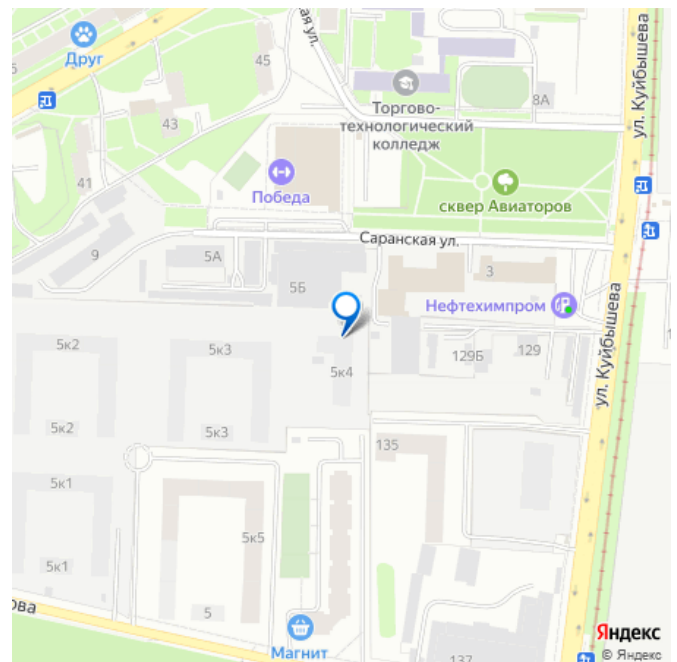 Друг
45
ая ул.
43
41
8А
Торгово-
технологический
колледж
ул. Куйбышева
Победа
сквер Авиаторов
Саранская ул.
9
5А
5Б
3
Нефтехимпром
5к2
5к3
5к4
129Б
129
ул. Куйбышева
5к2
5к3
135
5к1
5к5
5к1
5
ова
Магнит
137
Яндекс
© Яндекс